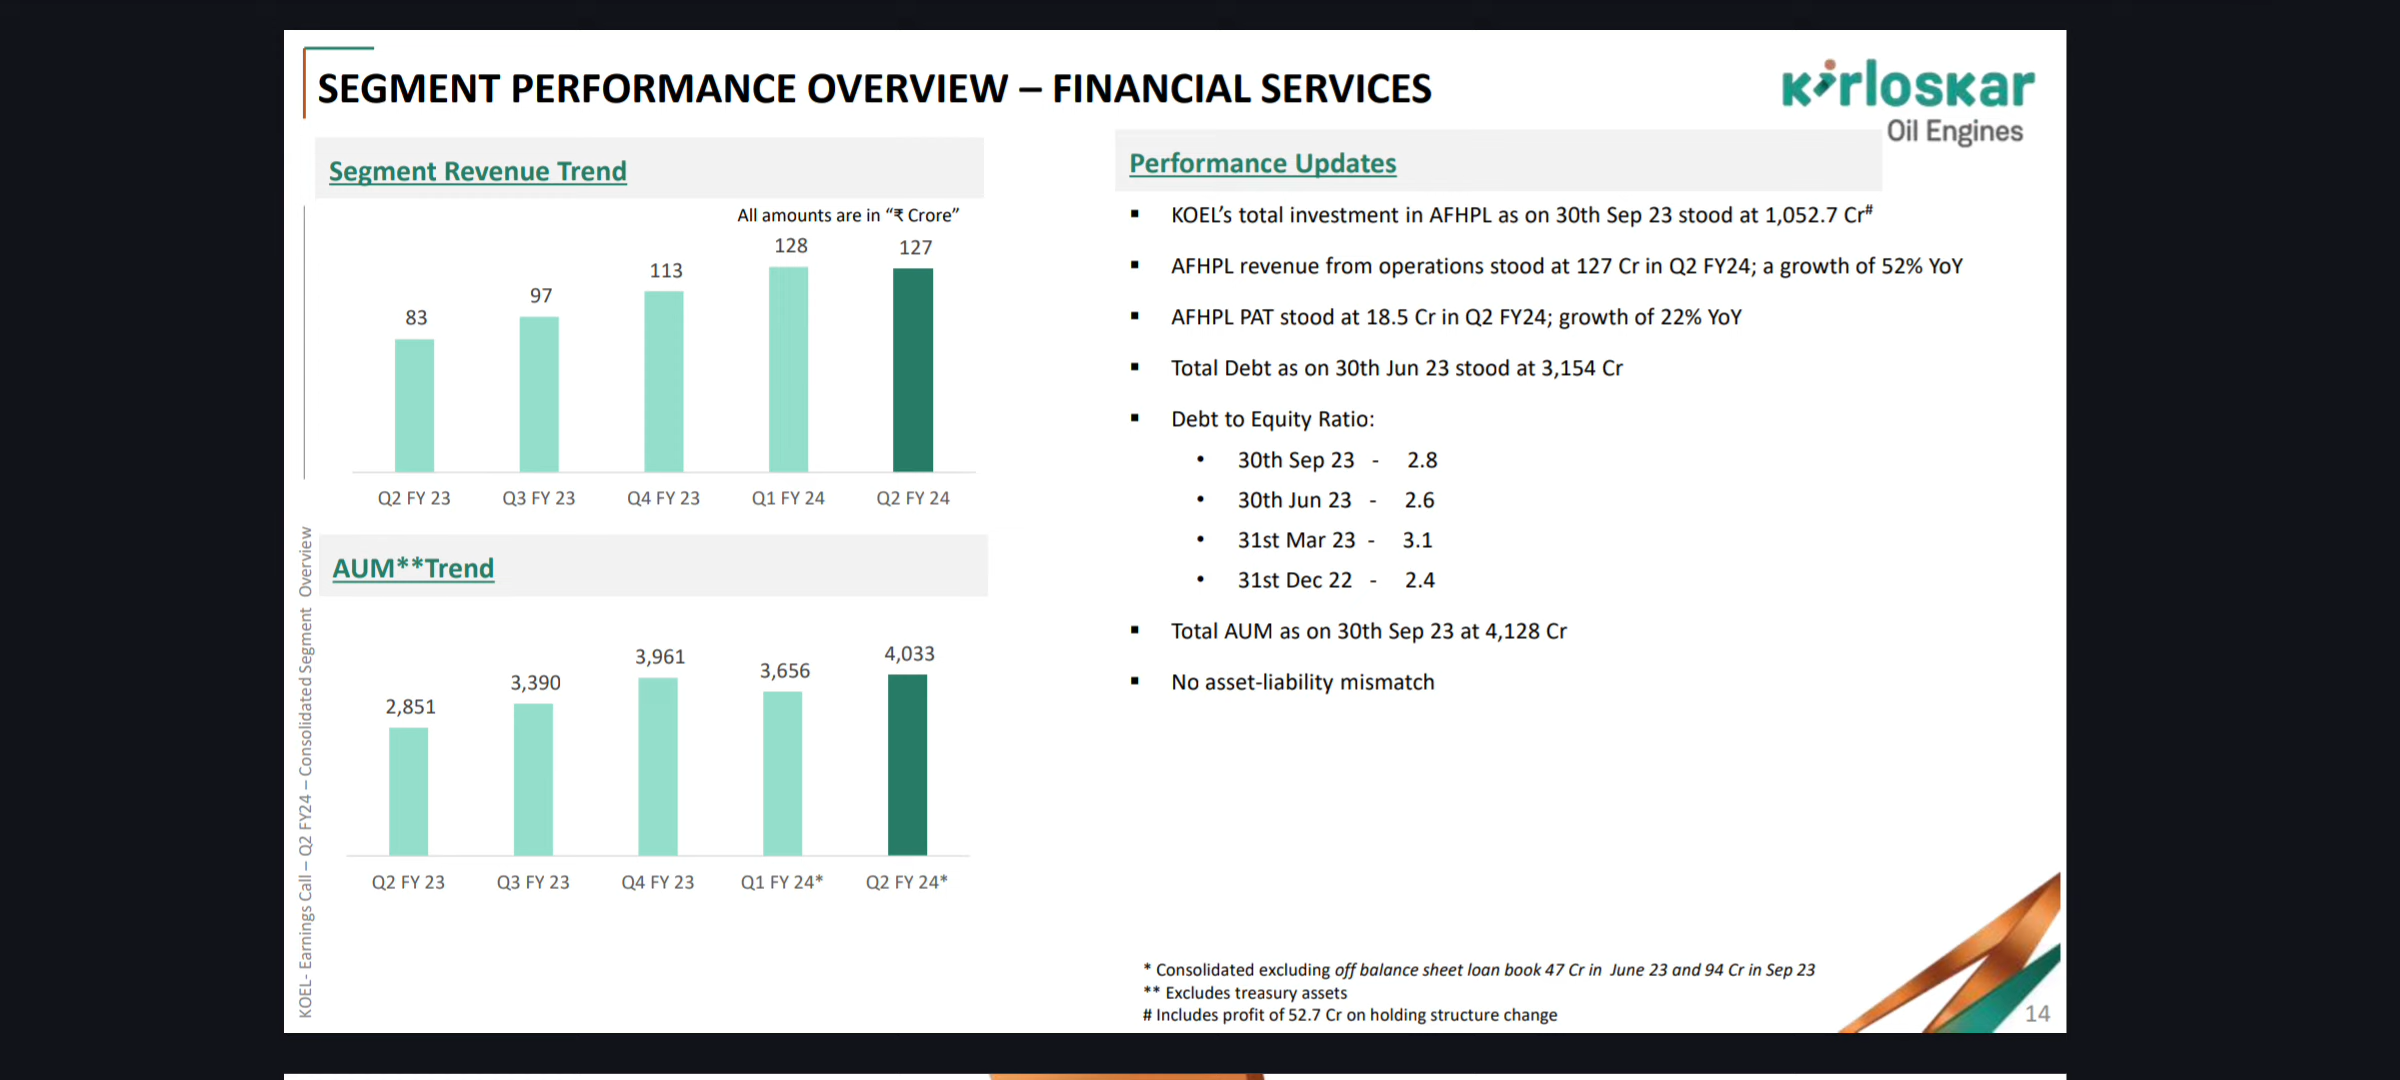 SEGMENT PERFORMANCE OVERVIEW – FINANCIAL SERVICES
Kirloskar
Oil Engines
Segment Revenue Trend
All amounts are in “₹ Crore”
83
97
113
128
127
Q2 FY 23
Q3 FY 23
Q4 FY 23
Q1 FY 24
Q2 FY 24
AUM**Trend
2,851
3,390
3,961
3,656
4,033
Q2 FY 23
Q3 FY 23
Q4 FY 23
Q1 FY 24*
Q2 FY 24*
KOEL- Earnings Call – Q2 FY24 – Consolidated Segment Overview
Performance Updates
▪ KOEL’s total investment in AFHPL as on 30th Sep 23 stood at 1,052.7 Cr#
▪ AFHPL revenue from operations stood at 127 Cr in Q2 FY24; a growth of 52% YoY
▪ AFHPL PAT stood at 18.5 Cr in Q2 FY24; growth of 22% YoY
▪ Total Debt as on 30th Jun 23 stood at 3,154 Cr
▪ Debt to Equity Ratio:
• 30th Sep 23 - 2.8
• 30th Jun 23 - 2.6
• 31st Mar 23 - 3.1
• 31st Dec 22 - 2.4
▪ Total AUM as on 30th Sep 23 at 4,128 Cr
▪ No asset-liability mismatch
* Consolidated excluding off balance sheet loan book 47 Cr in June 23 and 94 Cr in Sep 23
** Excludes treasury assets
# Includes profit of 52.7 Cr on holding structure change
14